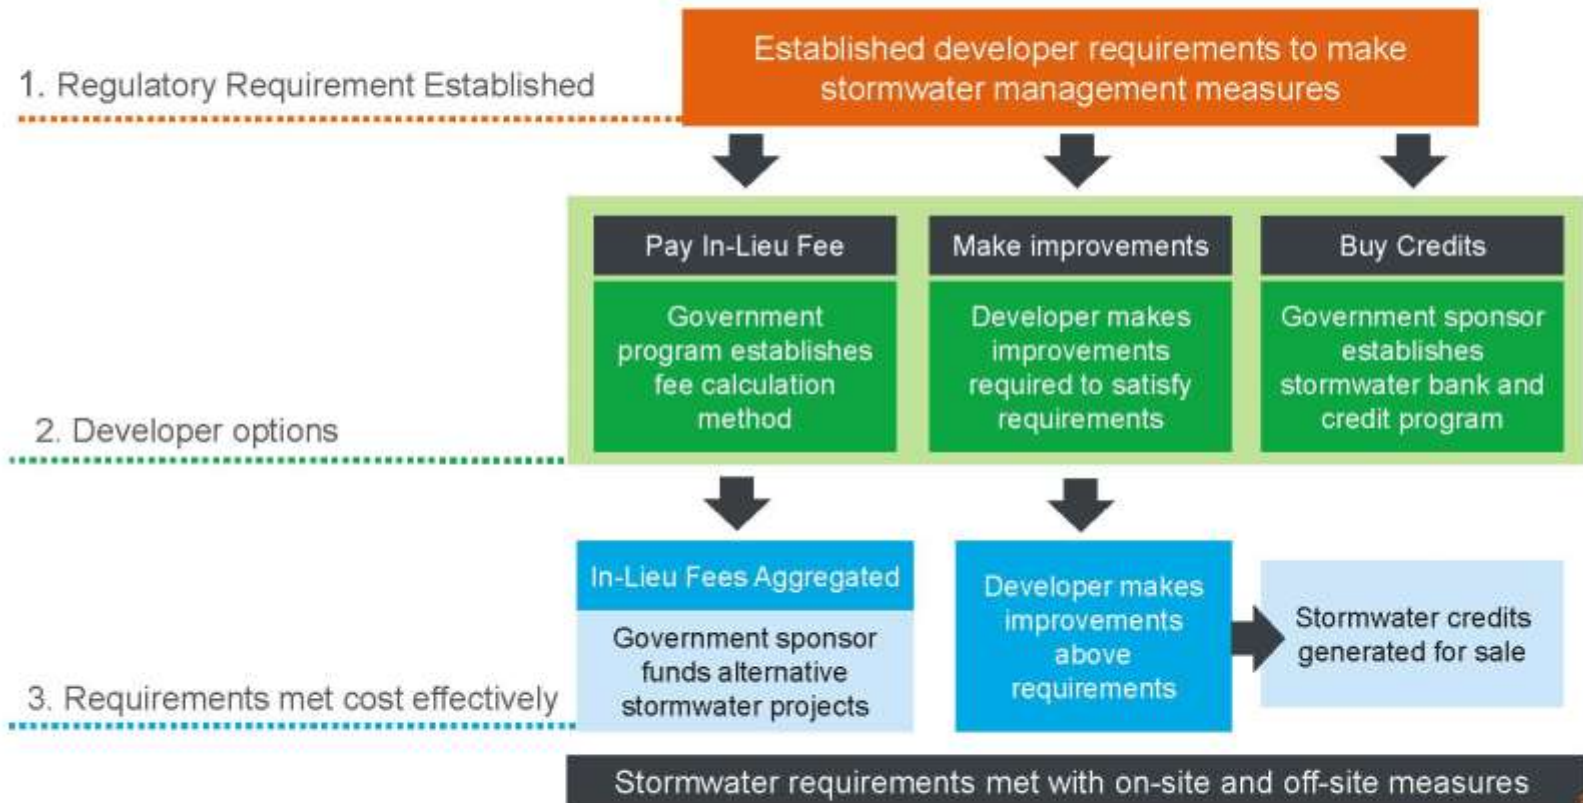 1. Regulatory Requirement Established
Established developer requirements to make
stormwater management measures
2. Developer options
Pay In-Lieu Fee
Government
program establishes
fee calculation
method
Make improvements
Developer makes
improvements
required to satisfy
requirements
Buy Credits
Government sponsor
establishes
stormwater bank and
credit program
3. Requirements met cost effectively
In-Lieu Fees Aggregated
Government sponsor
funds alternative
stormwater projects
Developer makes
improvements
above
requirements
Stormwater credits
generated for sale
Stormwater requirements met with on-site and off-site measures